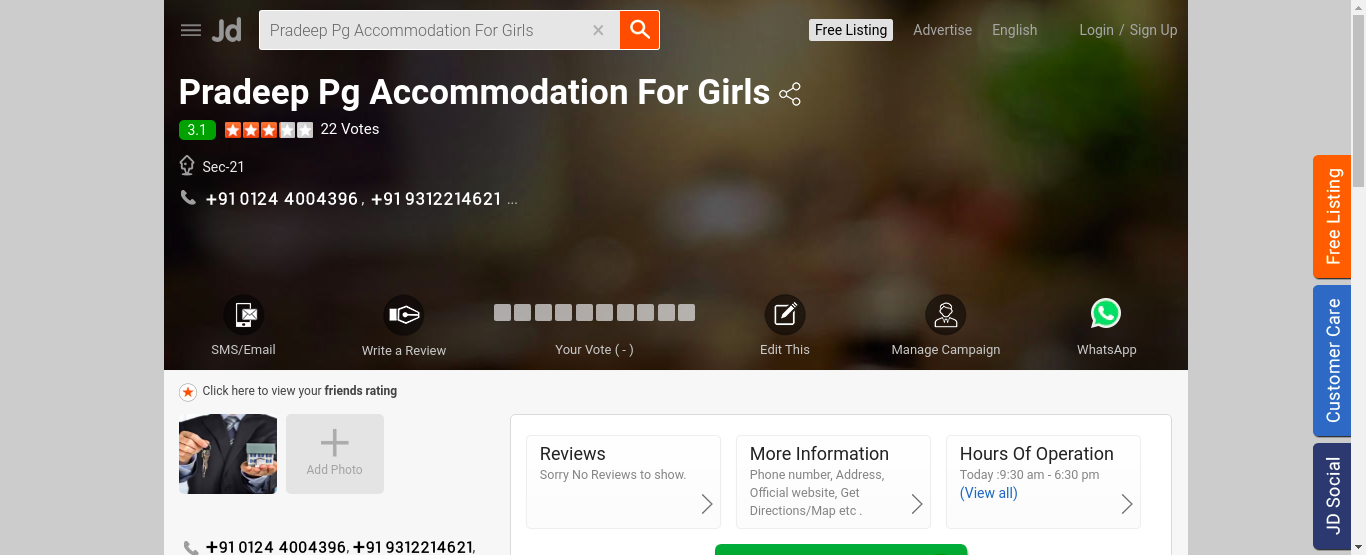 Jd
Pradeep Pg Accommodation For Girls
Free Listing
Advertise
English
Login / Sign Up
Pradeep Pg Accommodation For Girls
3.1
22 Votes
Sec-21
+91 0124 4004396 , +91 9312214621 ...
SMS/Email
Write a Review
Your Vote ( - )
Edit This
Manage Campaign
WhatsApp
Click here to view your friends rating
Add Photo
Reviews
Sorry No Reviews to show.
More Information
Phone number, Address,
Official website, Get
Directions/Map etc .
Hours Of Operation
Today :9:30 am - 6:30 pm
(View all)
+91 0124 4004396, +91 9312214621,
Free Listing
Customer Care
JD Social